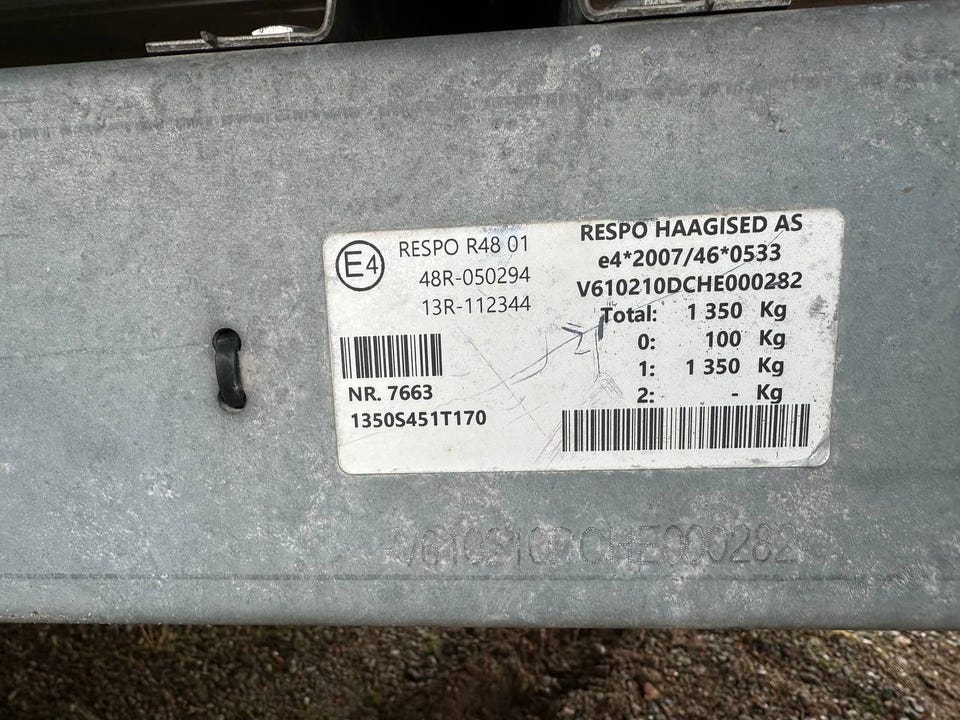 E4
RESPO R48 01
48R-050294
13R-112344
NR. 7663
1350S451T170
RESPO HAAGISED AS
e4*2007/46*0533
V610210DCHE000282
Total: 1 350 Kg
0: 100 Kg
1: 1 350 Kg
2: - Kg
V610210DCHE000282